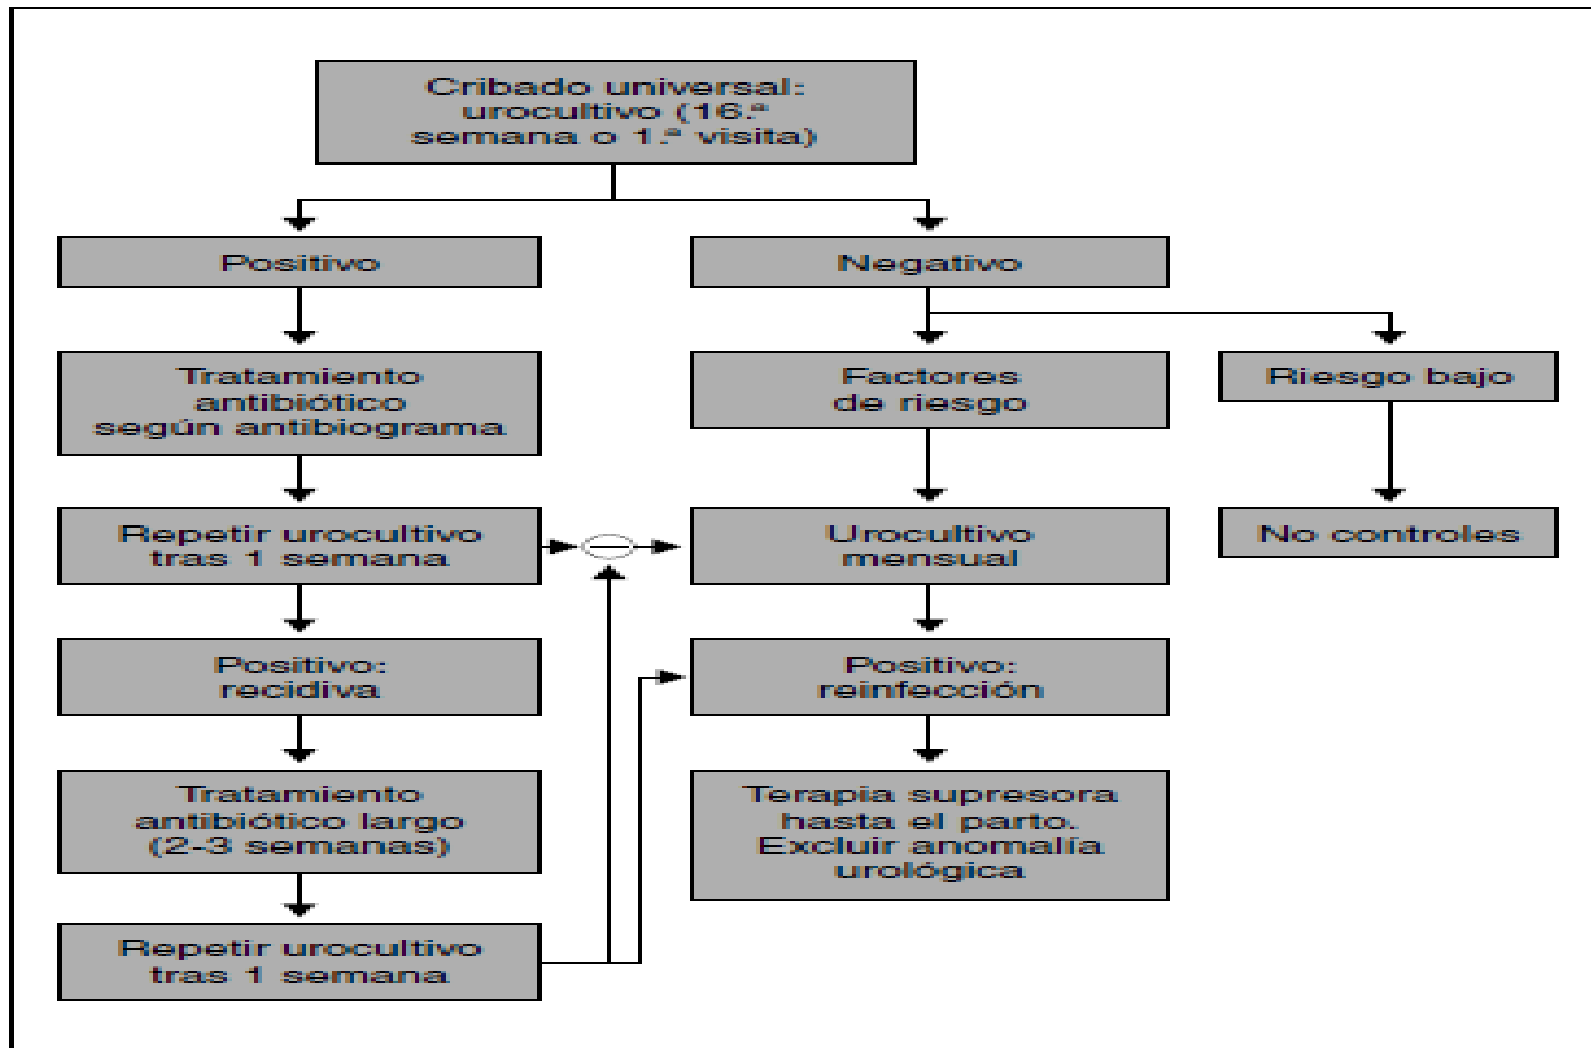 Cribado universal:
urocultivo (16.ª
semana o 1.ª visita)
Positivo
Negativo
Tratamiento
antibiótico
según antibiograma
Factores
de riesgo
Riesgo bajo
Repetir urocultivo
tras 1 semana
Urocultivo
mensual
No controles
Positivo:
recidiva
Positivo:
reinfección
Tratamiento
antibiótico largo
(2-3 semanas)
Terapia supresora
hasta el parto.
Excluir anomalía
urológica
Repetir urocultivo
tras 1 semana